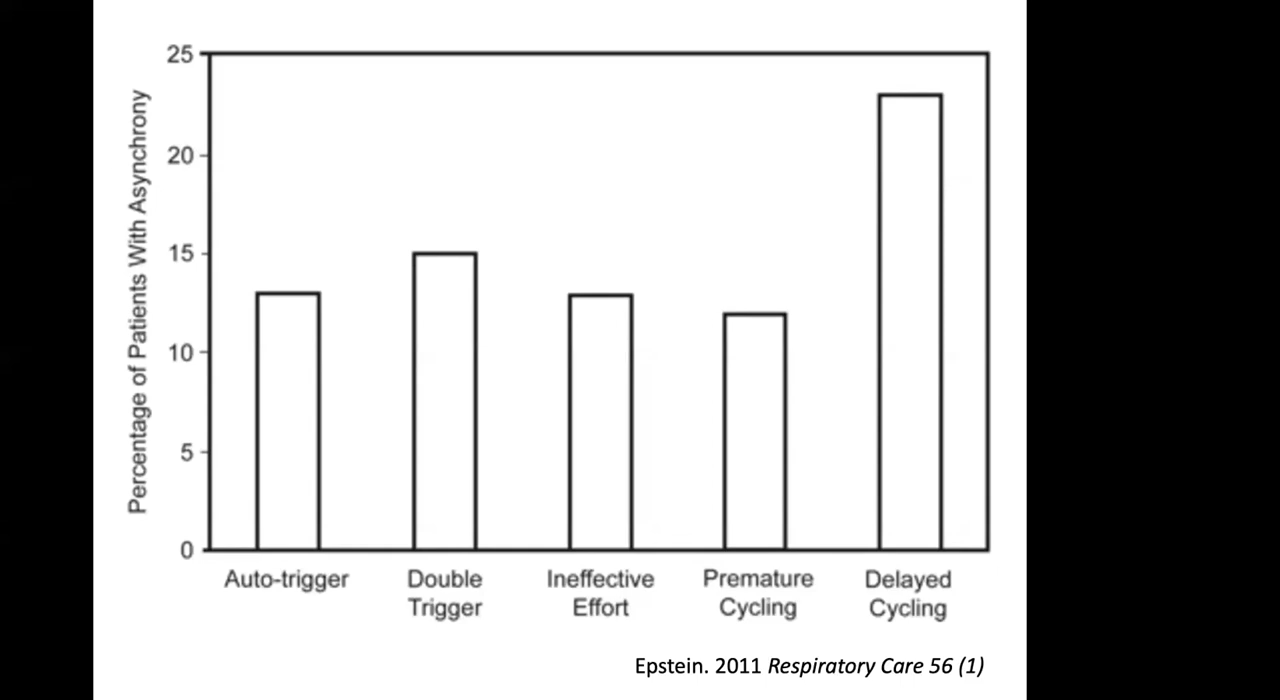 Percentage of Patients With Asynchrony
25
20
15
10
5
0
Auto-trigger
Double
Trigger
Ineffective
Effort
Premature
Cycling
Delayed
Cycling
Epstein. 2011 Respiratory Care 56 (1)